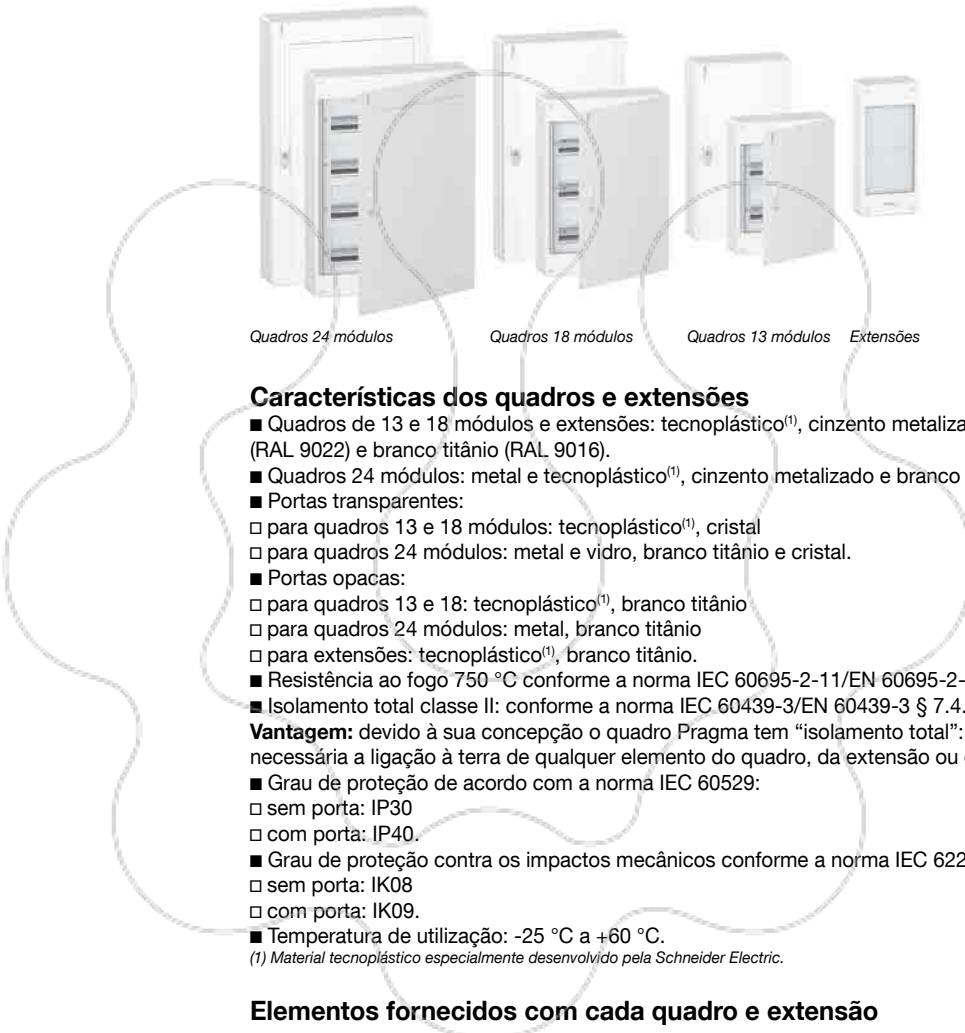 Quadros 24 módulos Quadros 18 módulos Quadros 13 módulos Extensões
Características dos quadros e extensões
■ Quadros de 13 e 18 módulos e extensões: tecnoplástico(1), cinzento metaliza
(RAL 9022) e branco titânio (RAL 9016).
■ Quadros 24 módulos: metal e tecnoplástico(1), cinzento metalizado e branco
■ Portas transparentes:
□ para quadros 13 e 18 módulos: tecnoplástico(1), cristal
□ para quadros 24 módulos: metal e vidro, branco titânio e cristal.
■ Portas opacas:
□ para quadros 13 e 18: tecnoplástico(1), branco titânio
□ para quadros 24 módulos: metal, branco titânio
□ para extensões: tecnoplástico(1), branco titânio.
■ Resistência ao fogo 750 °C conforme a norma IEC 60695-2-11/EN 60695-2-
■ Isolamento total classe II: conforme a norma IEC 60439-3/EN 60439-3 § 7.4.
Vantagem: devido à sua concepção o quadro Pragma tem “isolamento total”:
necessária a ligação à terra de qualquer elemento do quadro, da extensão ou
■ Grau de proteção de acordo com a norma IEC 60529:
□ sem porta: IP30
□ com porta: IP40.
■ Grau de proteção contra os impactos mecânicos conforme a norma IEC 622
□ sem porta: IK08
□ com porta: IK09.
■ Temperatura de utilização: -25 °C a +60 °C.
(1) Material tecnoplástico especialmente desenvolvido pela Schneider Electric.
Elementos fornecidos com cada quadro e extensão